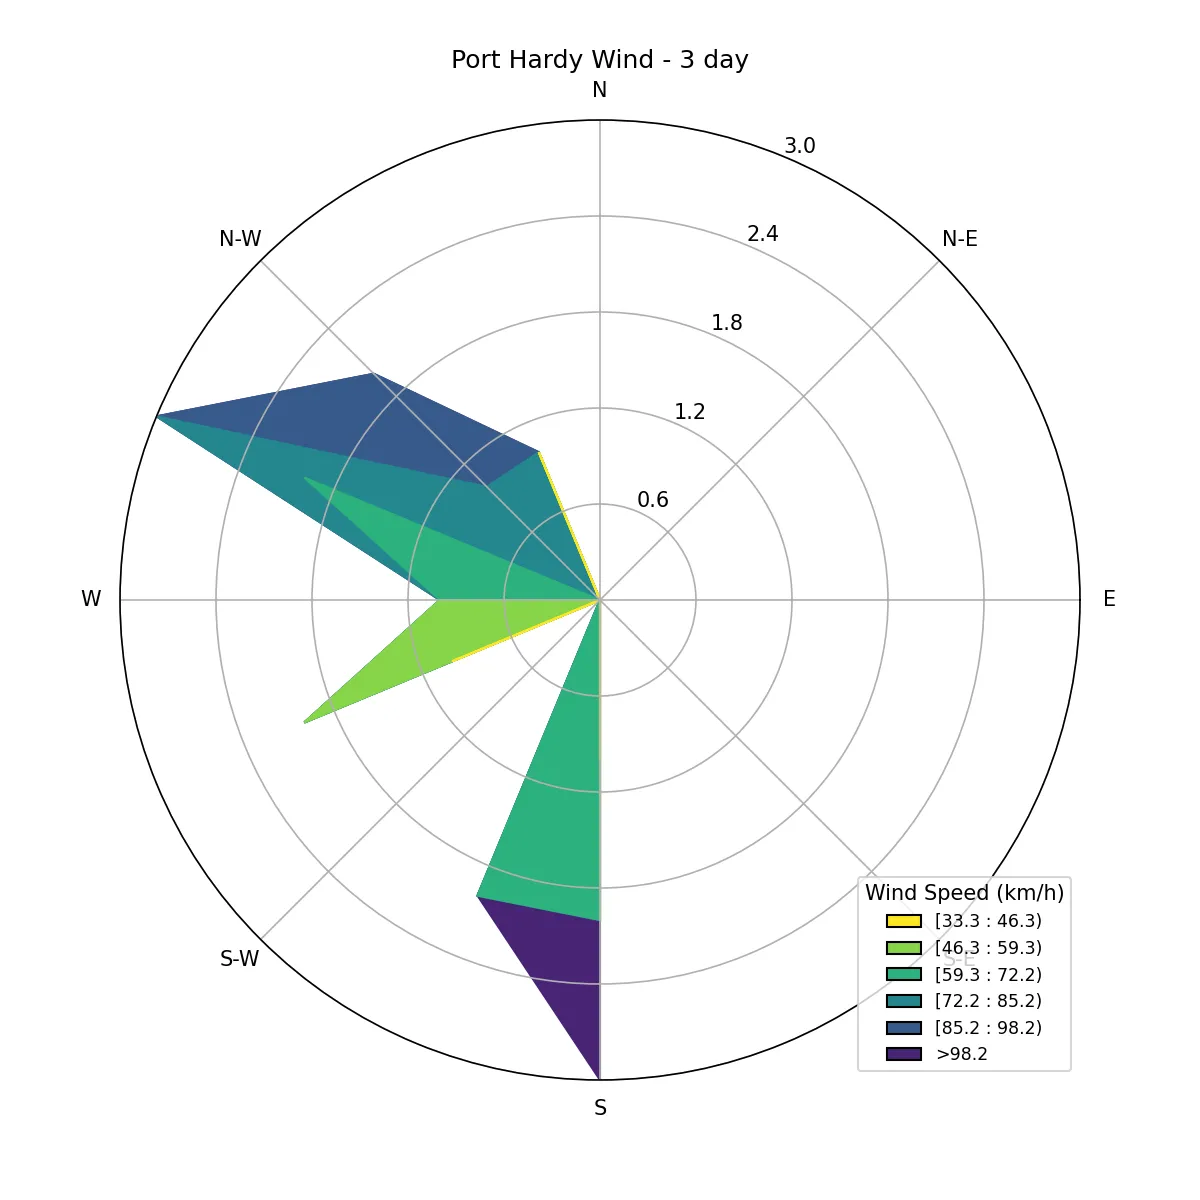 Port Hardy Wind - 3 day
N
3.0
N-W
N-E
2.4
1.8
1.2
0.6
W
E
Wind Speed (km/h)
[33.3 : 46.3)
[46.3 : 59.3)
S-W
S-E
[59.3 : 72.2)
[72.2 : 85.2)
[85.2 : 98.2)
>98.2
S